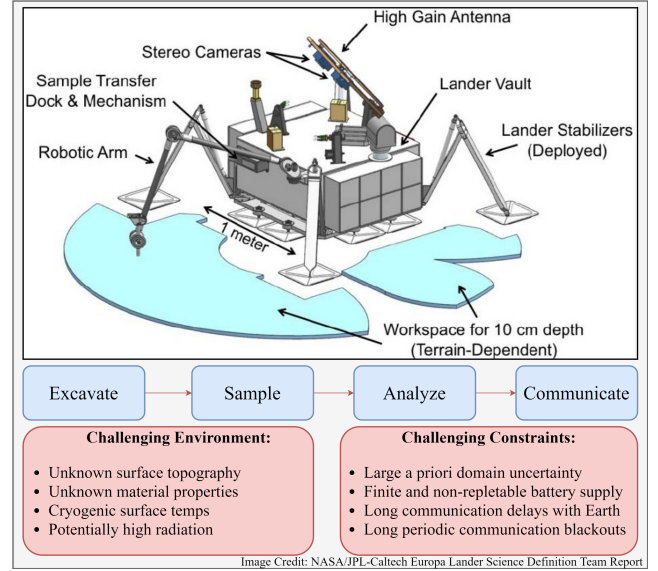 High Gain Antenna
Stereo Cameras
Sample Transfer
Dock & Mechanism
Lander Vault
Robotic Arm
Lander Stabilizers
(Deployed)
1 meter
Workspace for 10 cm depth
(Terrain-Dependent)
Excavate
Sample
Analyze
Communicate
Challenging Environment:
• Unknown surface topography
• Unknown material properties
• Cryogenic surface temps
• Potentially high radiation
Challenging Constraints:
• Large a priori domain uncertainty
• Finite and non-repletable battery supply
• Long communication delays with Earth
• Long periodic communication blackouts
Image Credit: NASA/JPL-Caltech Europa Lander Science Definition Team Report